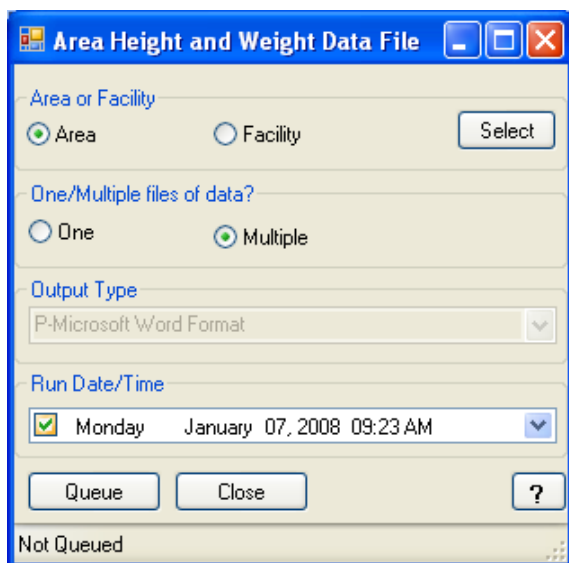 Area Height and Weight Data File
Area or Facility
Area Facility Select
One/Multiple files of data?
One Multiple
Output Type
P-Microsoft Word Format
Run Date/Time
Monday January 07, 2008 09:23 AM
Queue Close ?
Not Queued